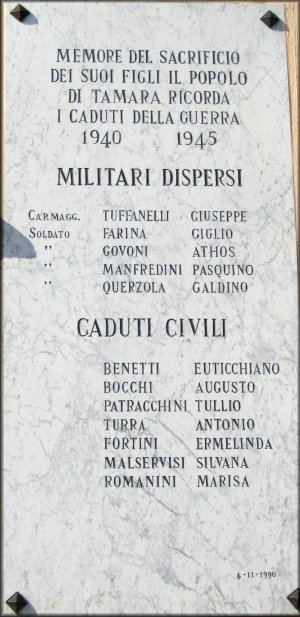 MEMORE DEL SACRIFICIO
DEI SUOI FIGLI IL POPOLO
DI TAMARA RICORDA
I CADUTI DELLA GUERRA
1940 1945
MILITARI DISPERSI
CAP. MAGG. TUFFANELLI GIUSEPPE
SOLDATO FARINA GIGLIO
" GOVONI ATHOS
" MANFREDINI PASQUINO
" QUERZOLA GALDINO
CADUTI CIVILI
BENETTI EUTICCHIANO
BOCCHI AUGUSTO
PATRACCHINI TULLIO
TURRA ANTONIO
FORTINI ERMELINDA
MALSERVISI SILVANA
ROMANINI MARISA
4·11·1990